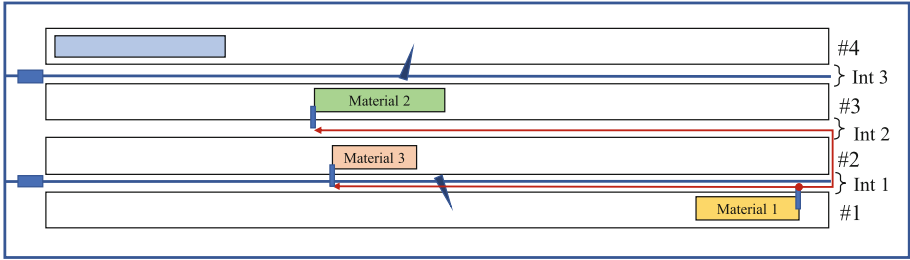 #4
Int 3
Material 2
#3
Int 2
Material 3
#2
Int 1
Material 1
#1